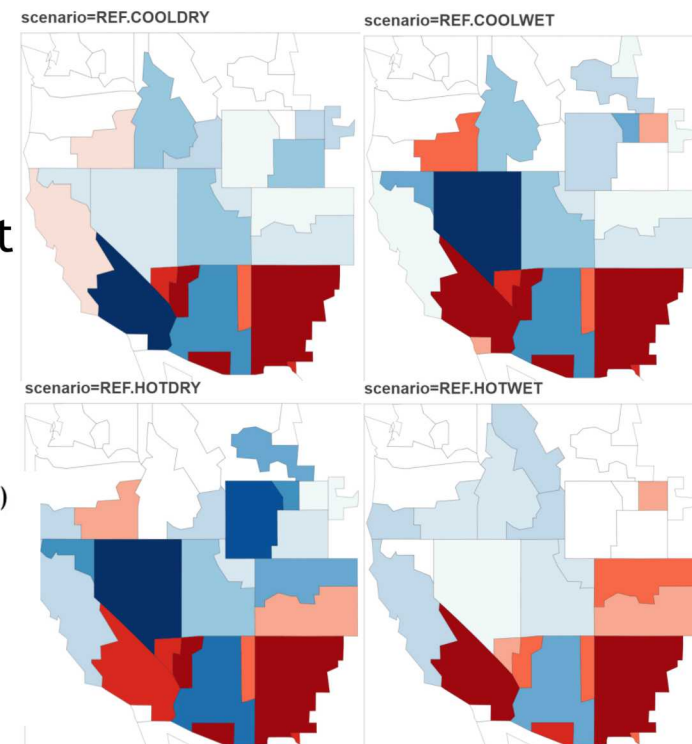 scenario=REF.COOLDRY
scenario=REF.COOLWET
t
scenario=REF.HOTDRY
scenario=REF.HOTWET
)